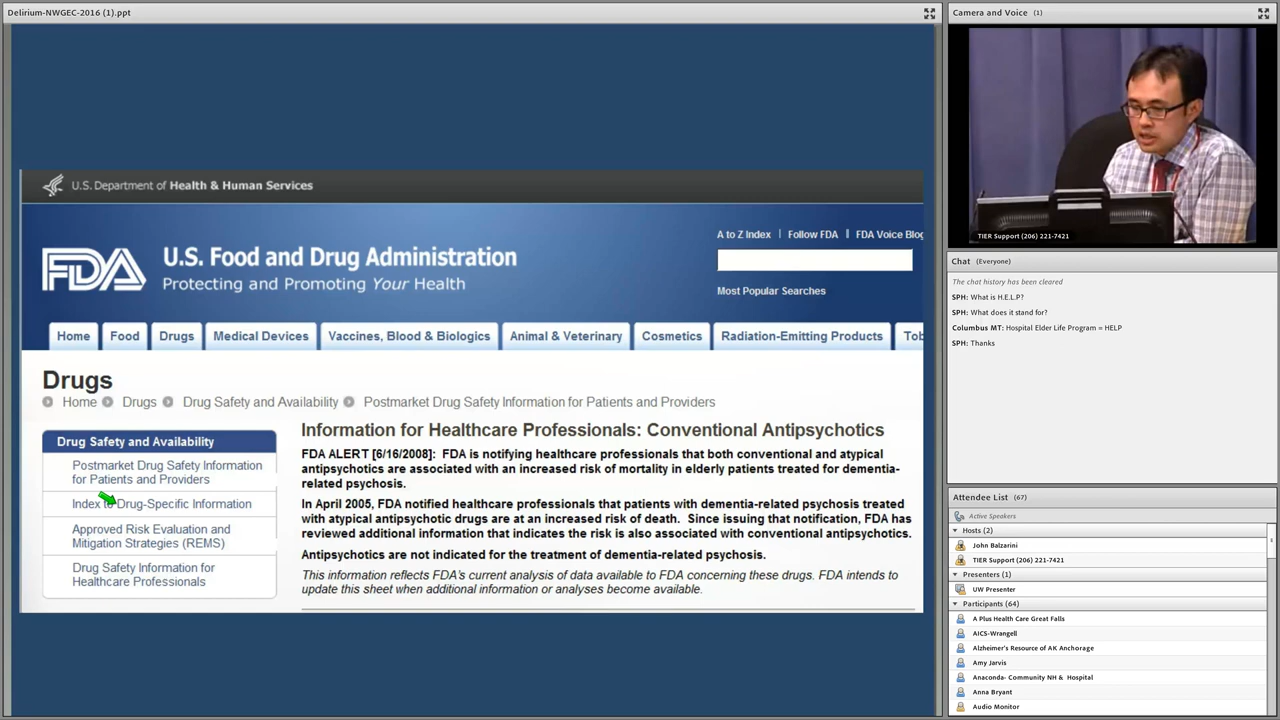 Delirium-NWGEC-2016 (1).ppt
U.S. Department of Health & Human Services
FDA U.S. Food and Drug Administration
Protecting and Promoting Your Health
A to Z Index | Follow FDA | FDA Voice Blog
Most Popular Searches
Home Food Drugs Medical Devices Vaccines, Blood & Biologics Animal & Veterinary Cosmetics Radiation-Emitting Products Tob
Drugs
Home Drugs Drug Safety and Availability Postmarket Drug Safety Information for Patients and Providers
Drug Safety and Availability
Postmarket Drug Safety Information
for Patients and Providers
Index to Drug-Specific Information
Approved Risk Evaluation and
Mitigation Strategies (REMS)
Drug Safety Information for
Healthcare Professionals
Information for Healthcare Professionals: Conventional Antipsychotics
FDA ALERT [6/16/2008]: FDA is notifying healthcare professionals that both conventional and atypical
antipsychotics are associated with an increased risk of mortality in elderly patients treated for dementia-
related psychosis.
In April 2005, FDA notified healthcare professionals that patients with dementia-related psychosis treated
with atypical antipsychotic drugs are at an increased risk of death. Since issuing that notification, FDA has
reviewed additional information that indicates the risk is also associated with conventional antipsychotics.
Antipsychotics are not indicated for the treatment of dementia-related psychosis.
This information reflects FDA's current analysis of data available to FDA concerning these drugs. FDA intends to
update this sheet when additional information or analyses become available.
Camera and Voice (1)
TIER Support (206) 221-7421
Chat (Everyone)
The chat history has been cleared
SPH: What is H.E.L.P?
SPH: What does it stand for?
Columbus MT: Hospital Elder Life Program = HELP
SPH: Thanks
Attendee List (67)
Active Speakers
Hosts (2)
John Balzarini
TIER Support (206) 221-7421
Presenters (1)
UW Presenter
Participants (64)
A Plus Health Care Great Falls
AICS-Wrangell
Alzheimer's Resource of AK Anchorage
Amy Jarvis
Anaconda- Community NH & Hospital
Anna Bryant
Audio Monitor